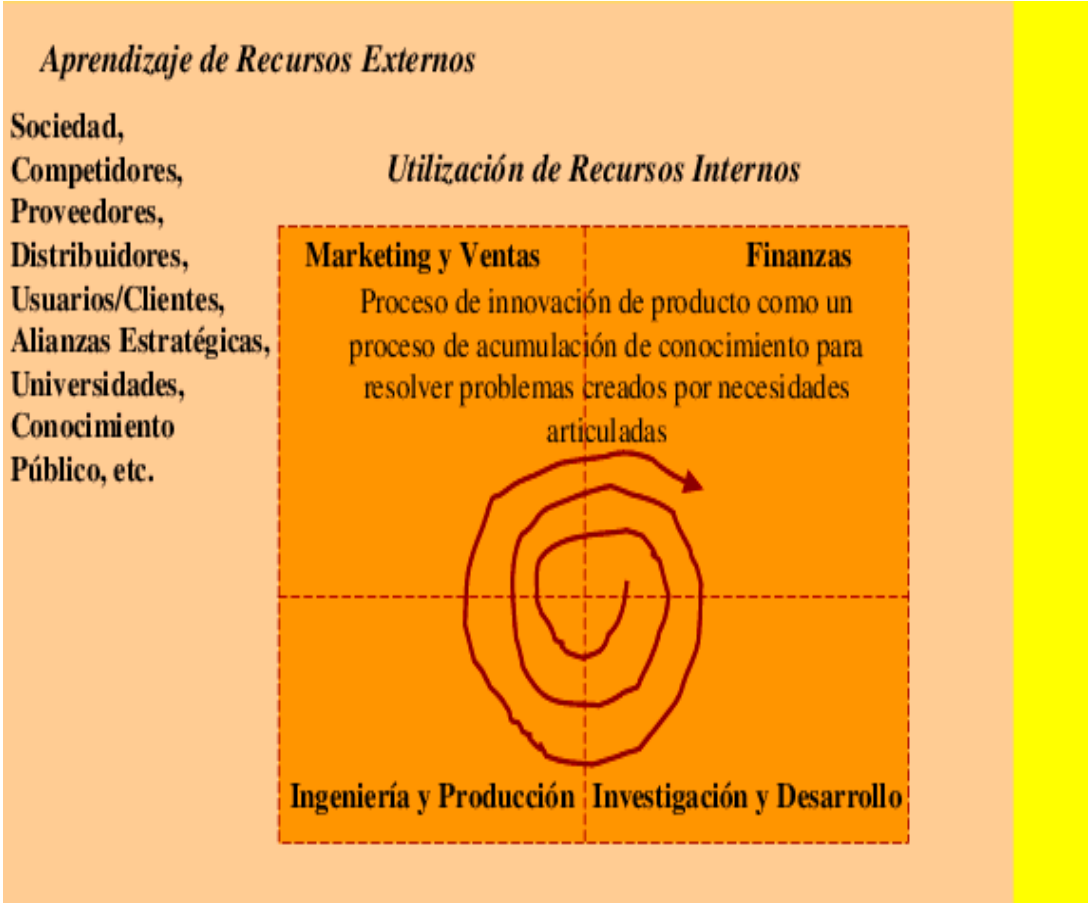 Aprendizaje de Recursos Externos
Sociedad,
Competidores,
Proveedores,
Distribuidores,
Usuarios/Clientes,
Alianzas Estratégicas,
Universidades,
Conocimiento
Público, etc.
Utilización de Recursos Internos
Marketing y Ventas
Finanzas
Proceso de innovación de producto como un
proceso de acumulación de conocimiento para
resolver problemas creados por necesidades
articuladas
Ingeniería y Producción
Investigación y Desarrollo